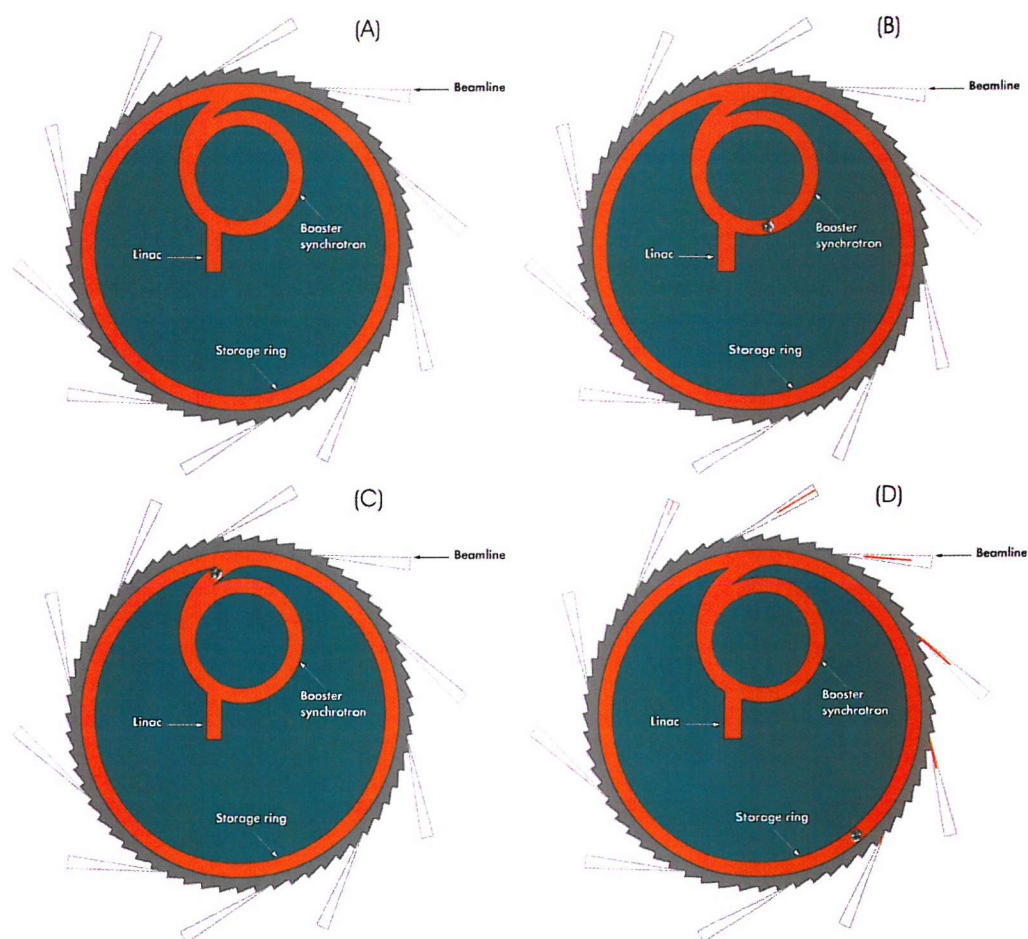 (A)
Beamline
Booster
synchrotron
Linac
Storage ring
(B)
Beamline
Booster
synchrotron
Linac
Storage ring
(C)
Beamline
Booster
synchrotron
Linac
Storage ring
(D)
Beamline
Booster
synchrotron
Linac
Storage ring